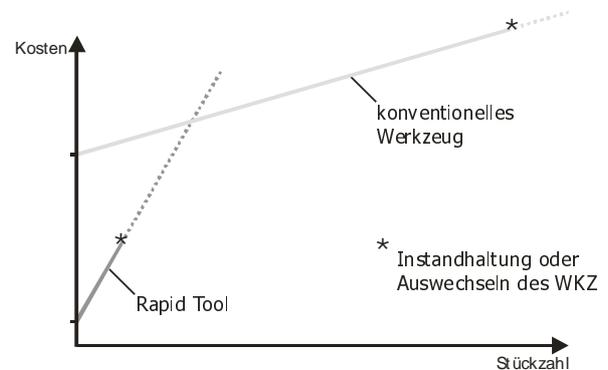 *
Kosten
konventionelles
Werkzeug
*
* Instandhaltung oder
Auswechseln des WKZ
Rapid Tool
Stückzahl